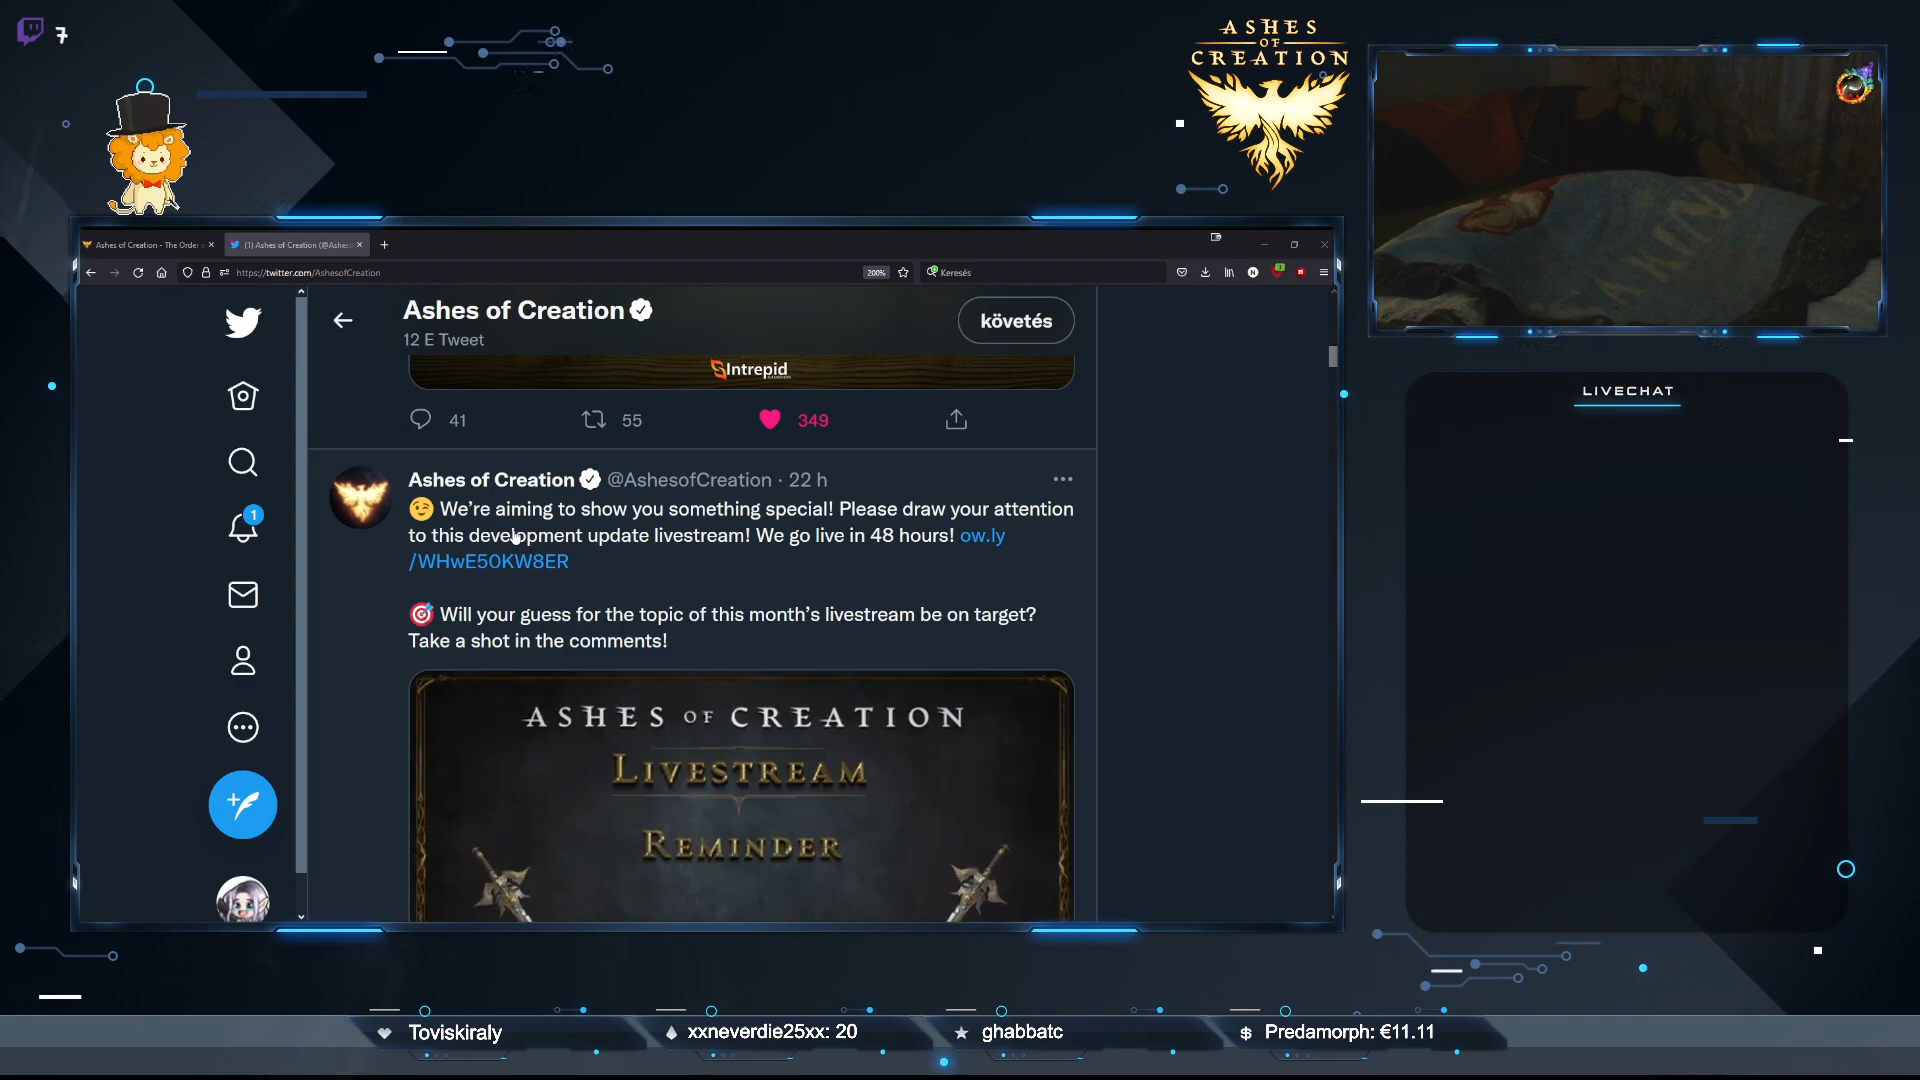 7
ASHES
OF
CREATION
Ashes of Creation - The Order o
(1) Ashes of Creation (@Ashes
https://twitter.com/AshesofCreation
200%
Keresés
Ashes of Creation
12 E Tweet
követés
Intrepid
STUDIOS
41
55
349
Ashes of Creation @AshesofCreation · 22 h
😉 We're aiming to show you something special! Please draw your attention
to this development update livestream! We go live in 48 hours! ow.ly
/WHwE50KW8ER
🎯 Will your guess for the topic of this month's livestream be on target?
Take a shot in the comments!
ASHES OF CREATION
LIVESTREAM
REMINDER
1
LIVECHAT
Toviskiraly
xxneverdie25xx: 20
ghabbatc
Predamorph: €11.11